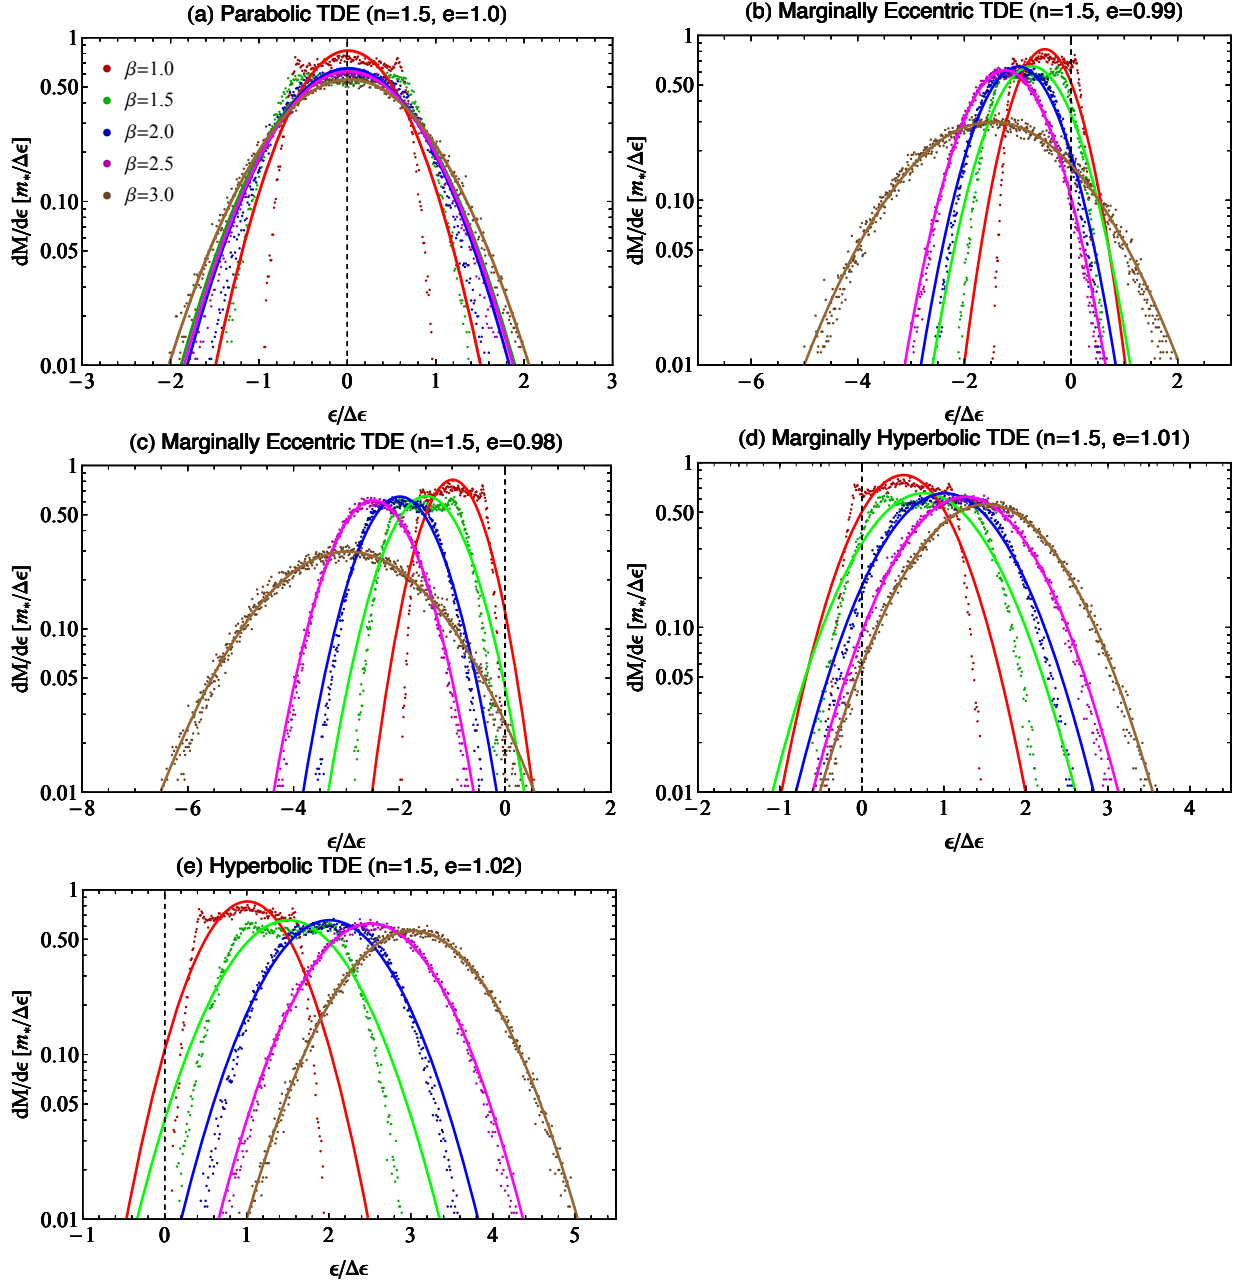 (a) Parabolic TDE (n=1.5, e=1.0)
dM/dϵ [m*/Δϵ]
1
0.50
0.10
0.05
0.01
β=1.0
β=1.5
β=2.0
β=2.5
β=3.0
−3 −2 −1 0 1 2 3
ϵ/Δϵ
(b) Marginally Eccentric TDE (n=1.5, e=0.99)
dM/dϵ [m*/Δϵ]
1
0.50
0.10
0.05
0.01
−6 −4 −2 0 2
ϵ/Δϵ
(c) Marginally Eccentric TDE (n=1.5, e=0.98)
dM/dϵ [m*/Δϵ]
1
0.50
0.10
0.05
0.01
−8 −6 −4 −2 0 2
ϵ/Δϵ
(d) Marginally Hyperbolic TDE (n=1.5, e=1.01)
dM/dϵ [m*/Δϵ]
1
0.50
0.10
0.05
0.01
−2 −1 0 1 2 3 4
ϵ/Δϵ
(e) Hyperbolic TDE (n=1.5, e=1.02)
dM/dϵ [m*/Δϵ]
1
0.50
0.10
0.05
0.01
−1 0 1 2 3 4 5
ϵ/Δϵ